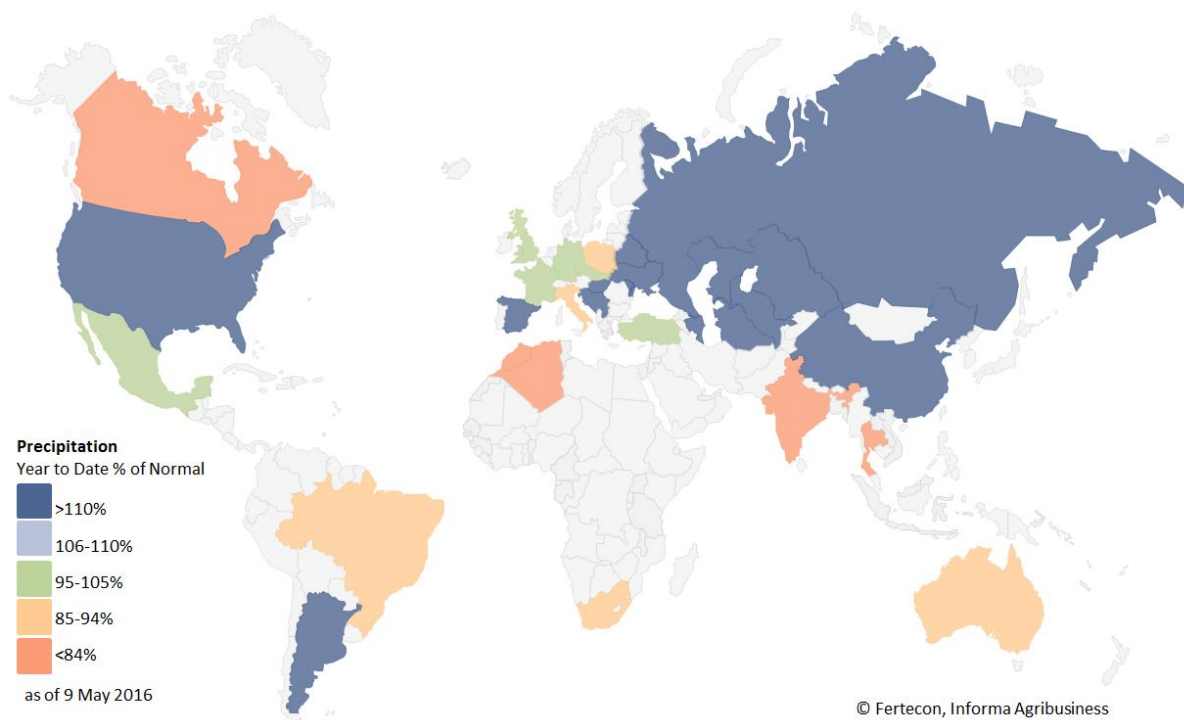 Precipitation
Year to Date % of Normal
>110%
106-110%
95-105%
85-94%
<84%
as of 9 May 2016
© Fertecon, Informa Agribusiness